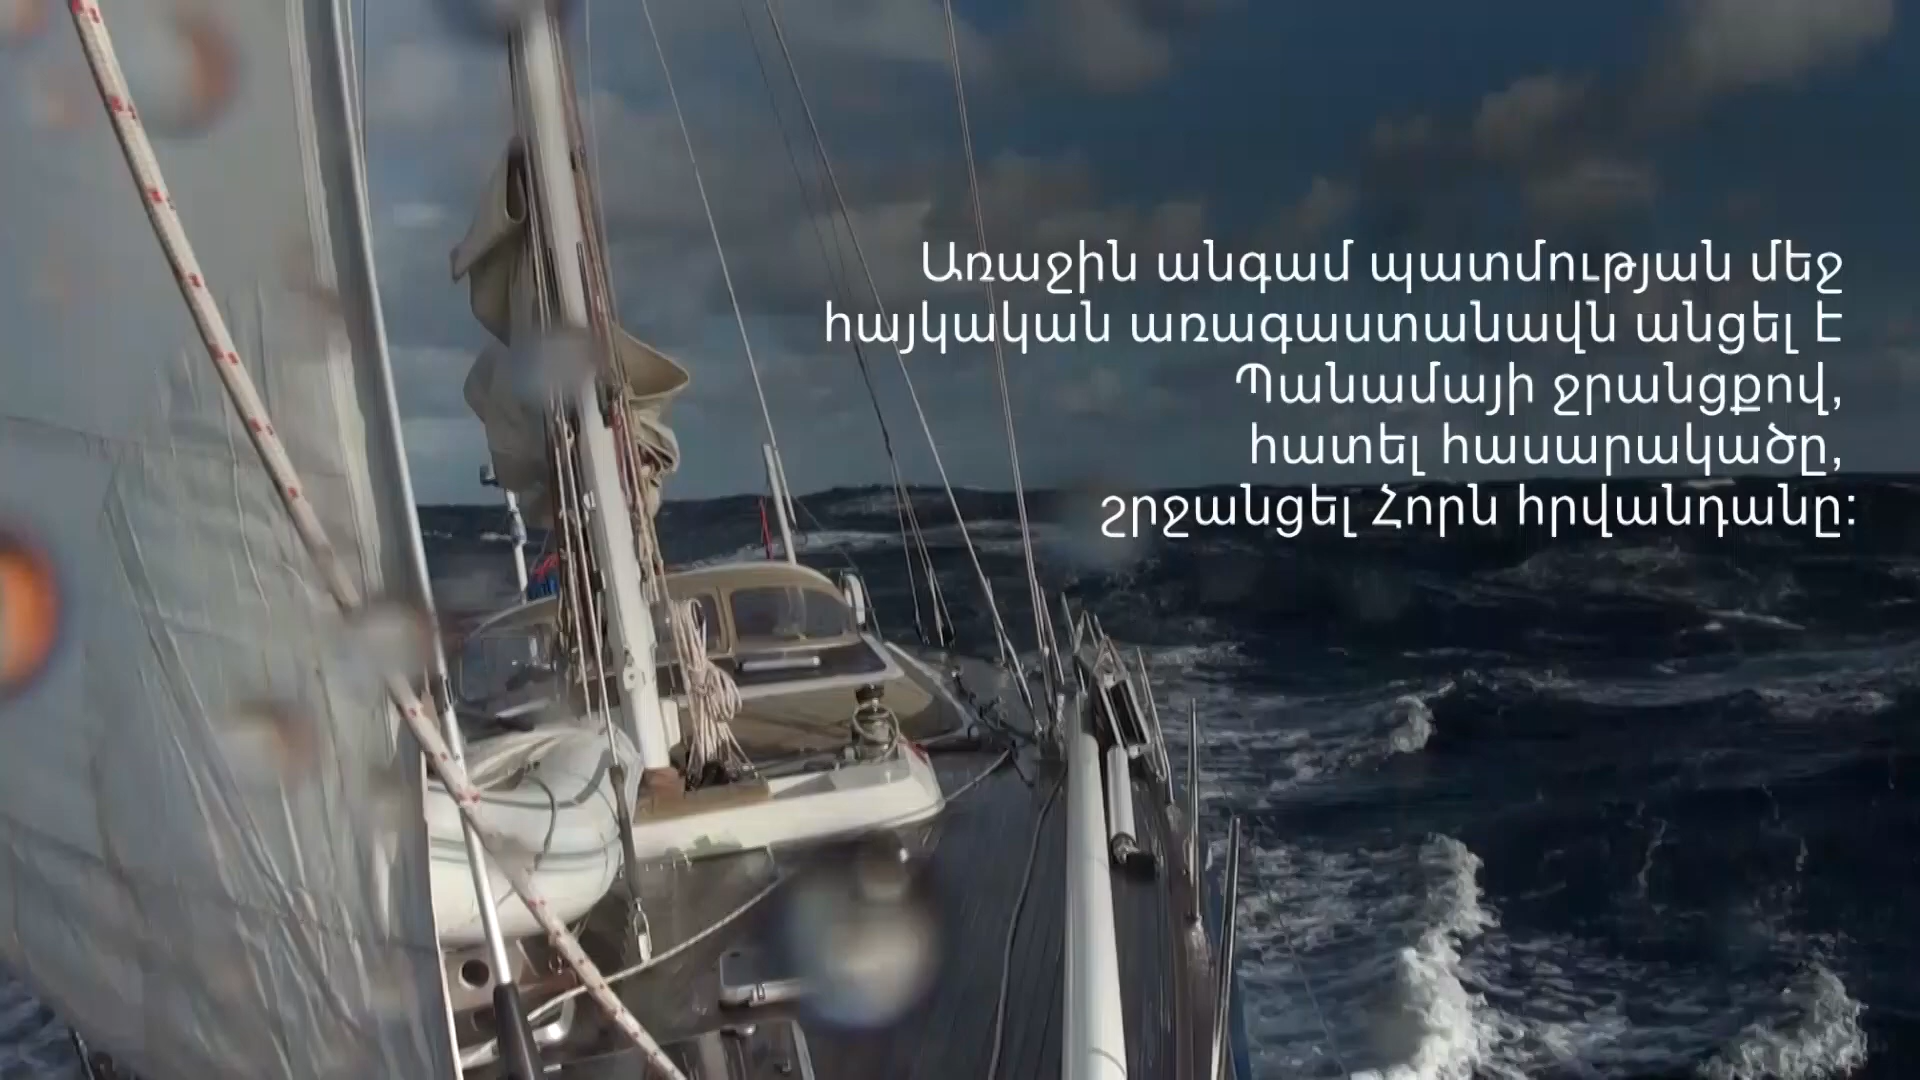 Առաջին անգամ պատմության մեջ
հայկական առագաստանավն անցել է
Պանամայի ջրանցքով,
հատել հասարակածը,
շրջանցել Հորն հրվանդանը։